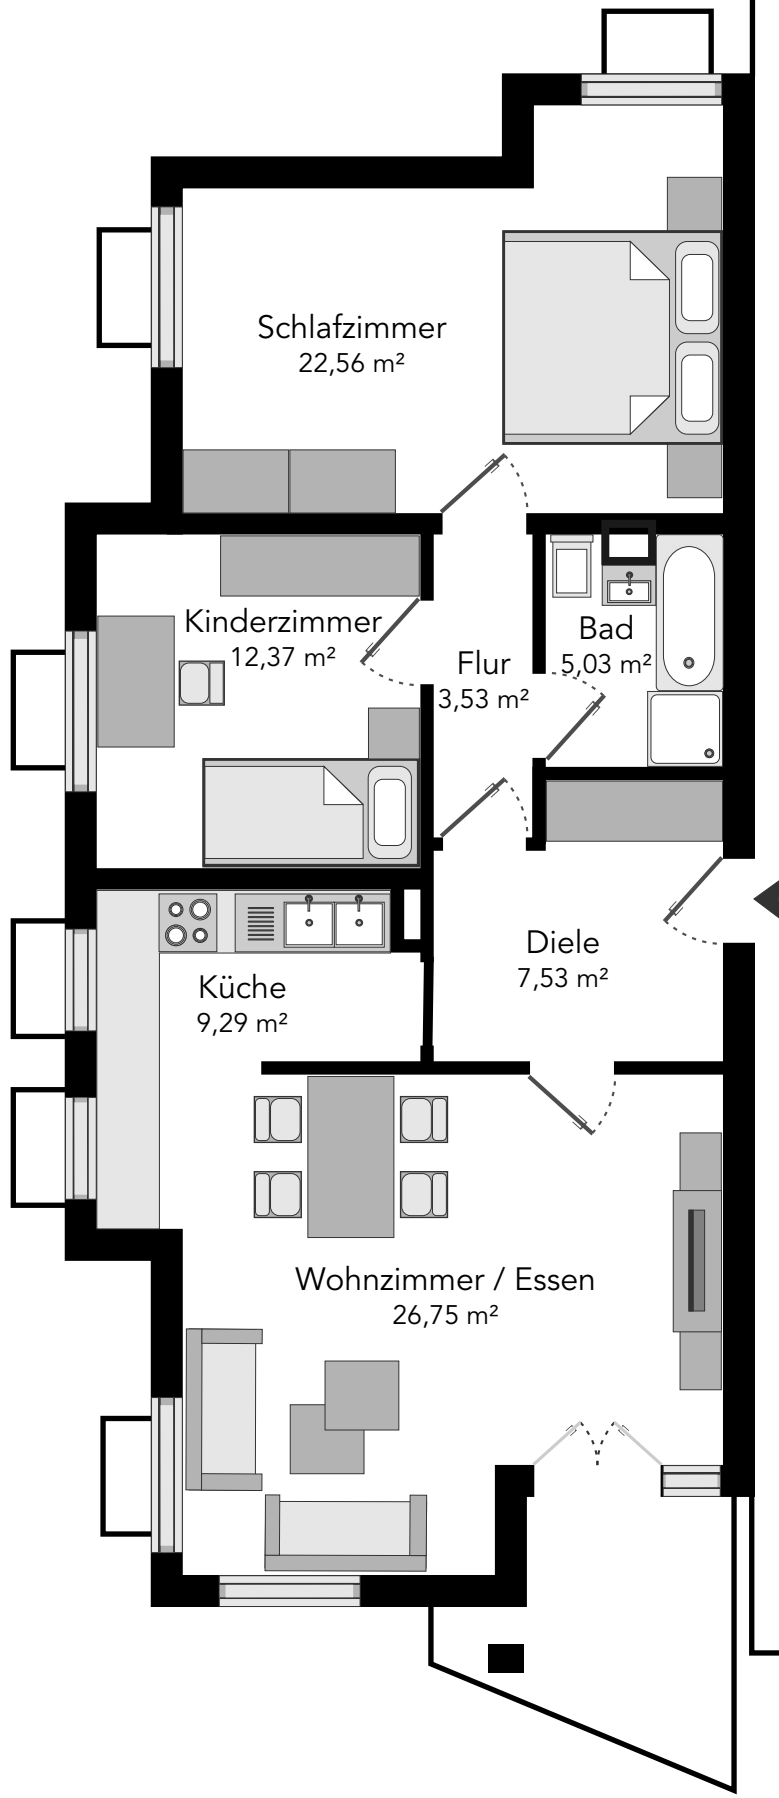 Schlafzimmer
22,56 m²
Kinderzimmer
12,37 m²
Bad
5,03 m²
Flur
3,53 m²
Diele
7,53 m²
Küche
9,29 m²
Wohnzimmer / Essen
26,75 m²